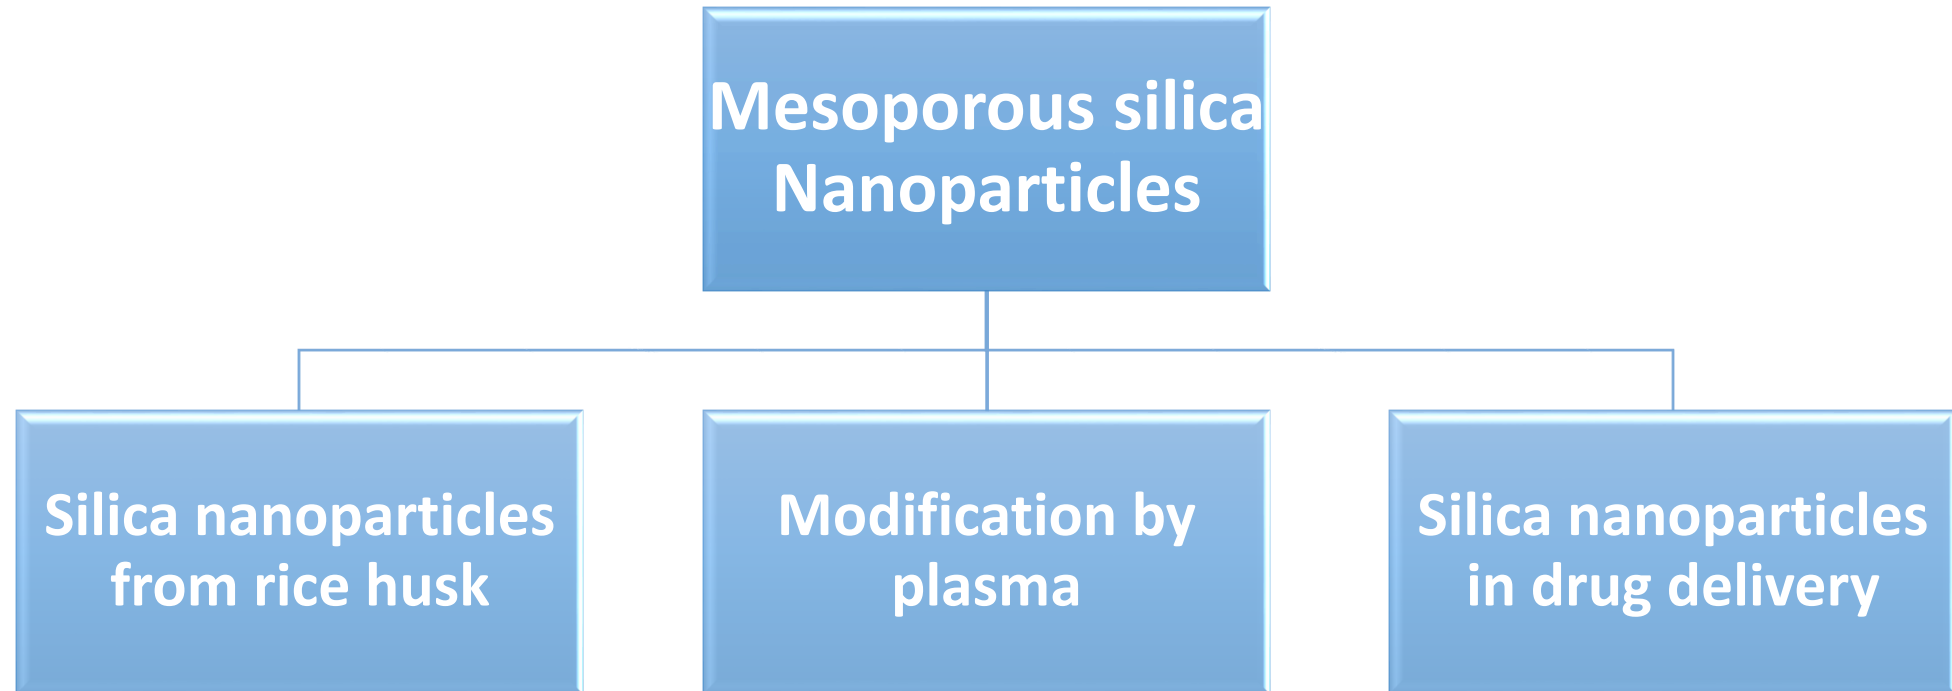 Mesoporous silica
Nanoparticles
Silica nanoparticles
from rice husk
Modification by
plasma
Silica nanoparticles
in drug delivery